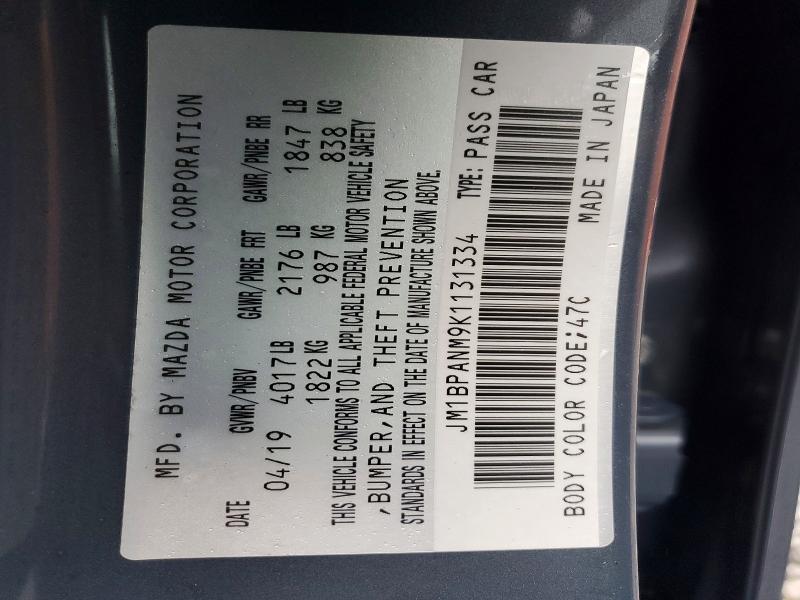 MFD. BY MAZDA MOTOR CORPORATION
DATE GVWR/PNBV GAWR/PNBE FRT GAWR/PNBE RR
04/19 4017LB 2176 LB 1847 LB
1822KG 987 KG 838 KG
THIS VEHICLE CONFORMS TO ALL APPLICABLE FEDERAL MOTOR VEHICLE SAFETY
,BUMPER,AND THEFT PREVENTION
STANDARDS IN EFFECT ON THE DATE OF MANUFACTURE SHOWN ABOVE.
JM1BPANM9K1131334 TYPE: PASS CAR
BODY COLOR CODE;47C MADE IN JAPAN